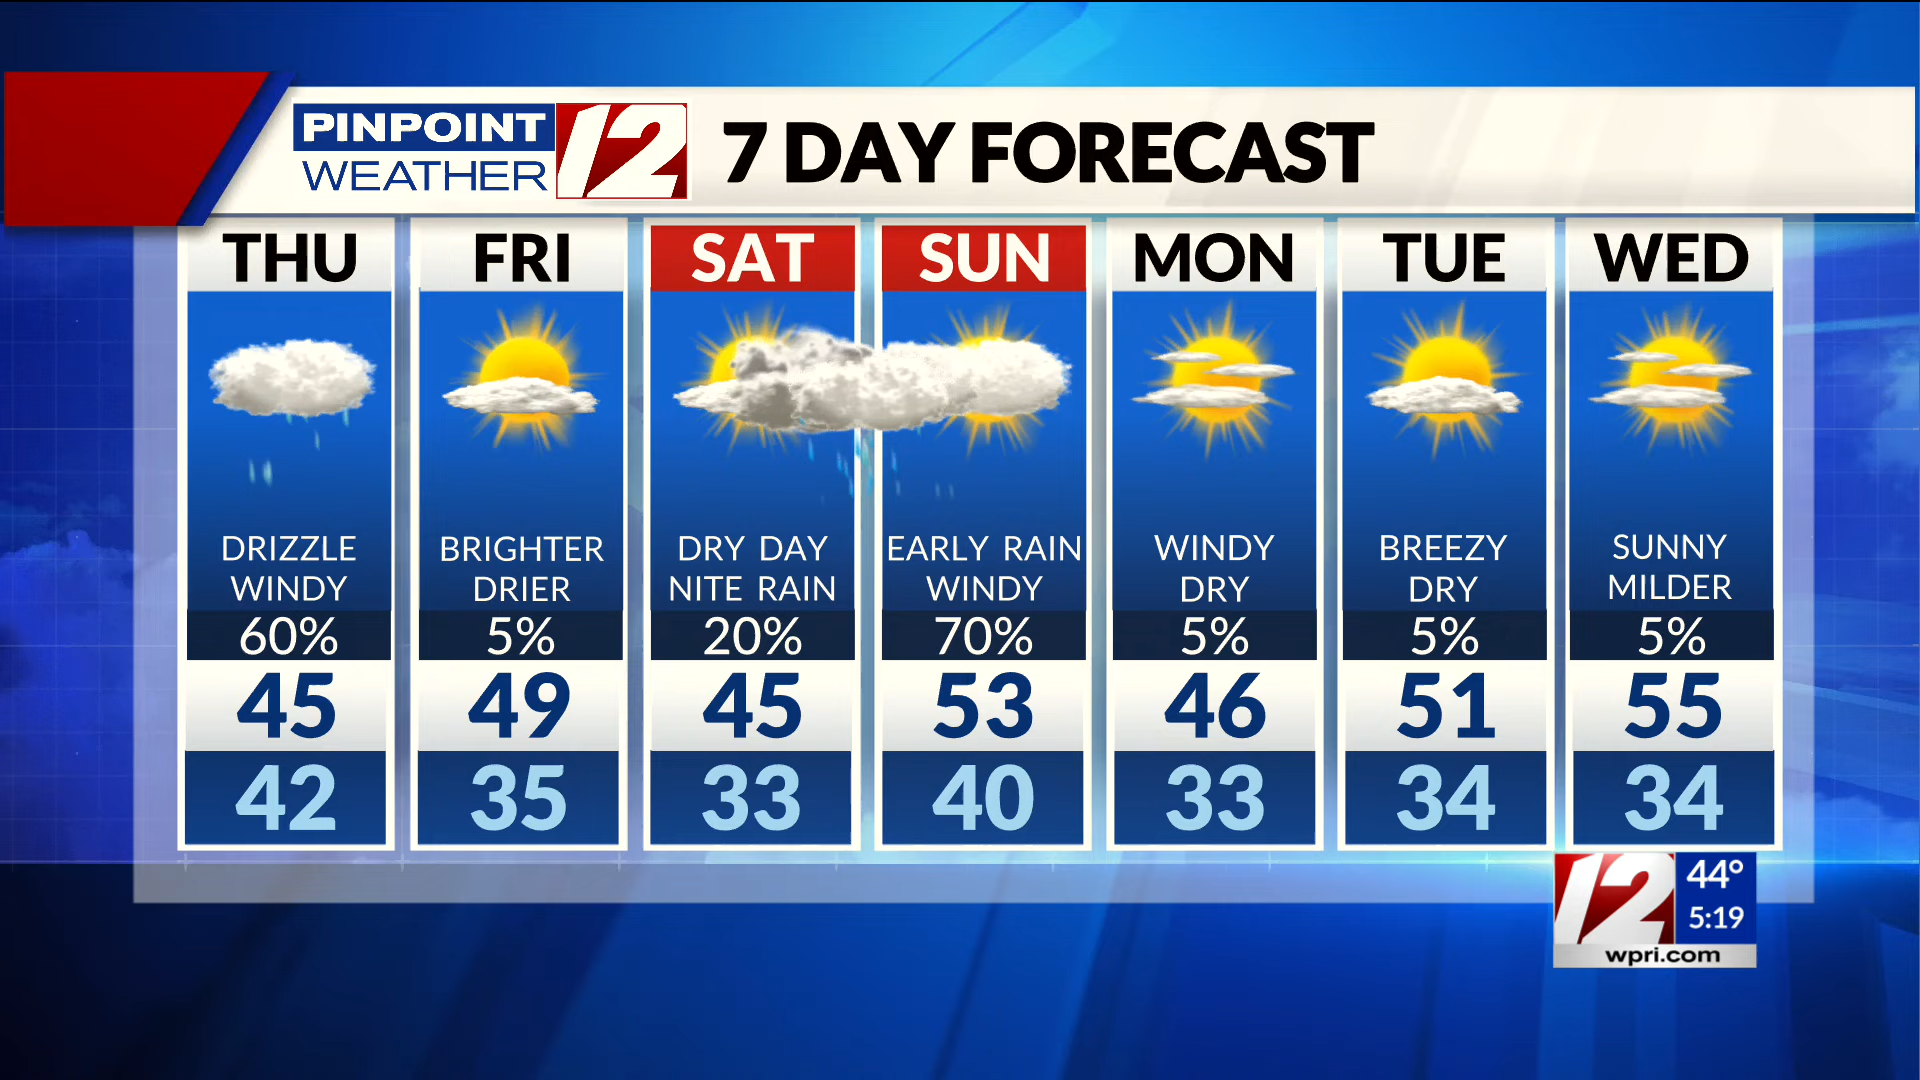 PINPOINT
WEATHER
12
7 DAY FORECAST
THU
FRI
SAT
SUN
MON
TUE
WED
DRIZZLE
WINDY
BRIGHTER
DRIER
DRY DAY
NITE RAIN
EARLY RAIN
WINDY
WINDY
DRY
BREEZY
DRY
SUNNY
MILDER
60%
5%
20%
70%
5%
5%
5%
45
49
45
53
46
51
55
42
35
33
40
33
34
34
12
44°
5:19
wpri.com